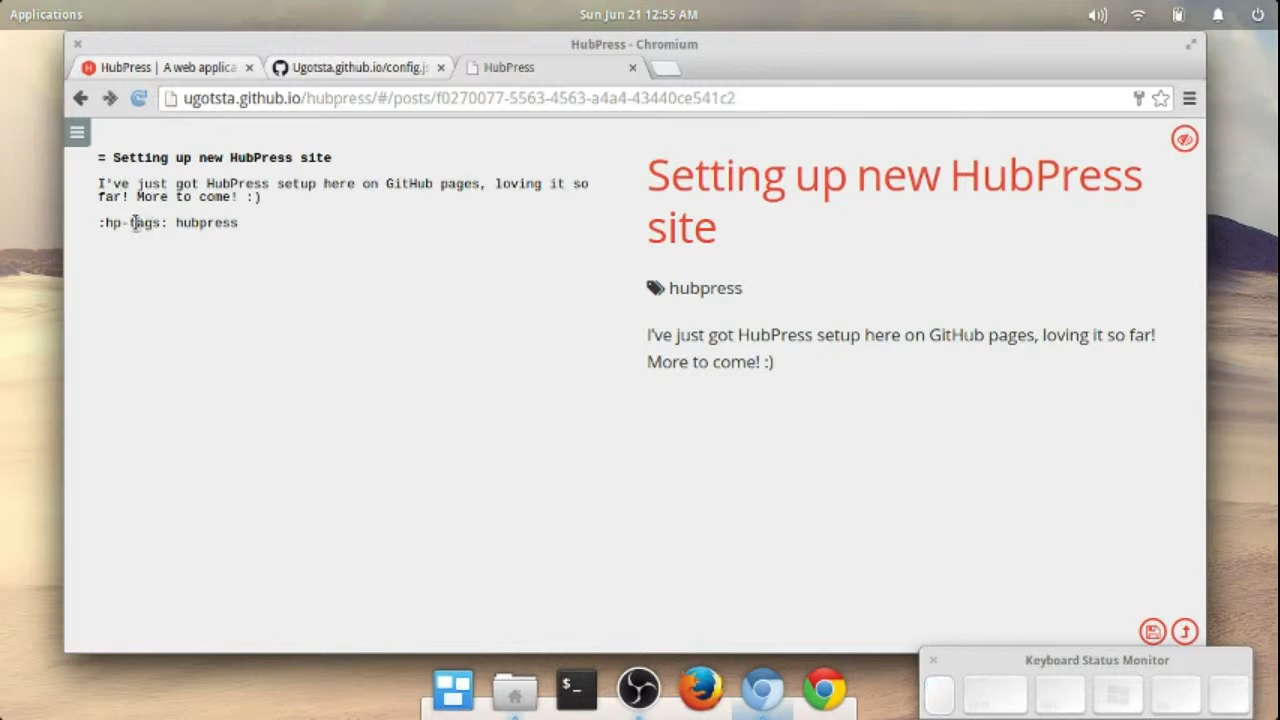 Applications
Sun Jun 21 12:55 AM
HubPress - Chromium
HubPress | A web applica
Ugotsta.github.io/config.js
HubPress
ugotsta.github.io/hubpress/#/posts/f0270077-5563-4563-a4a4-43440ce541c2
= Setting up new HubPress site
I've just got HubPress setup here on GitHub pages, loving it so
far! More to come! :)
:hp-tags: hubpress
Setting up new HubPress
site
hubpress
I've just got HubPress setup here on GitHub pages, loving it so far!
More to come! :)
$_
Keyboard Status Monitor